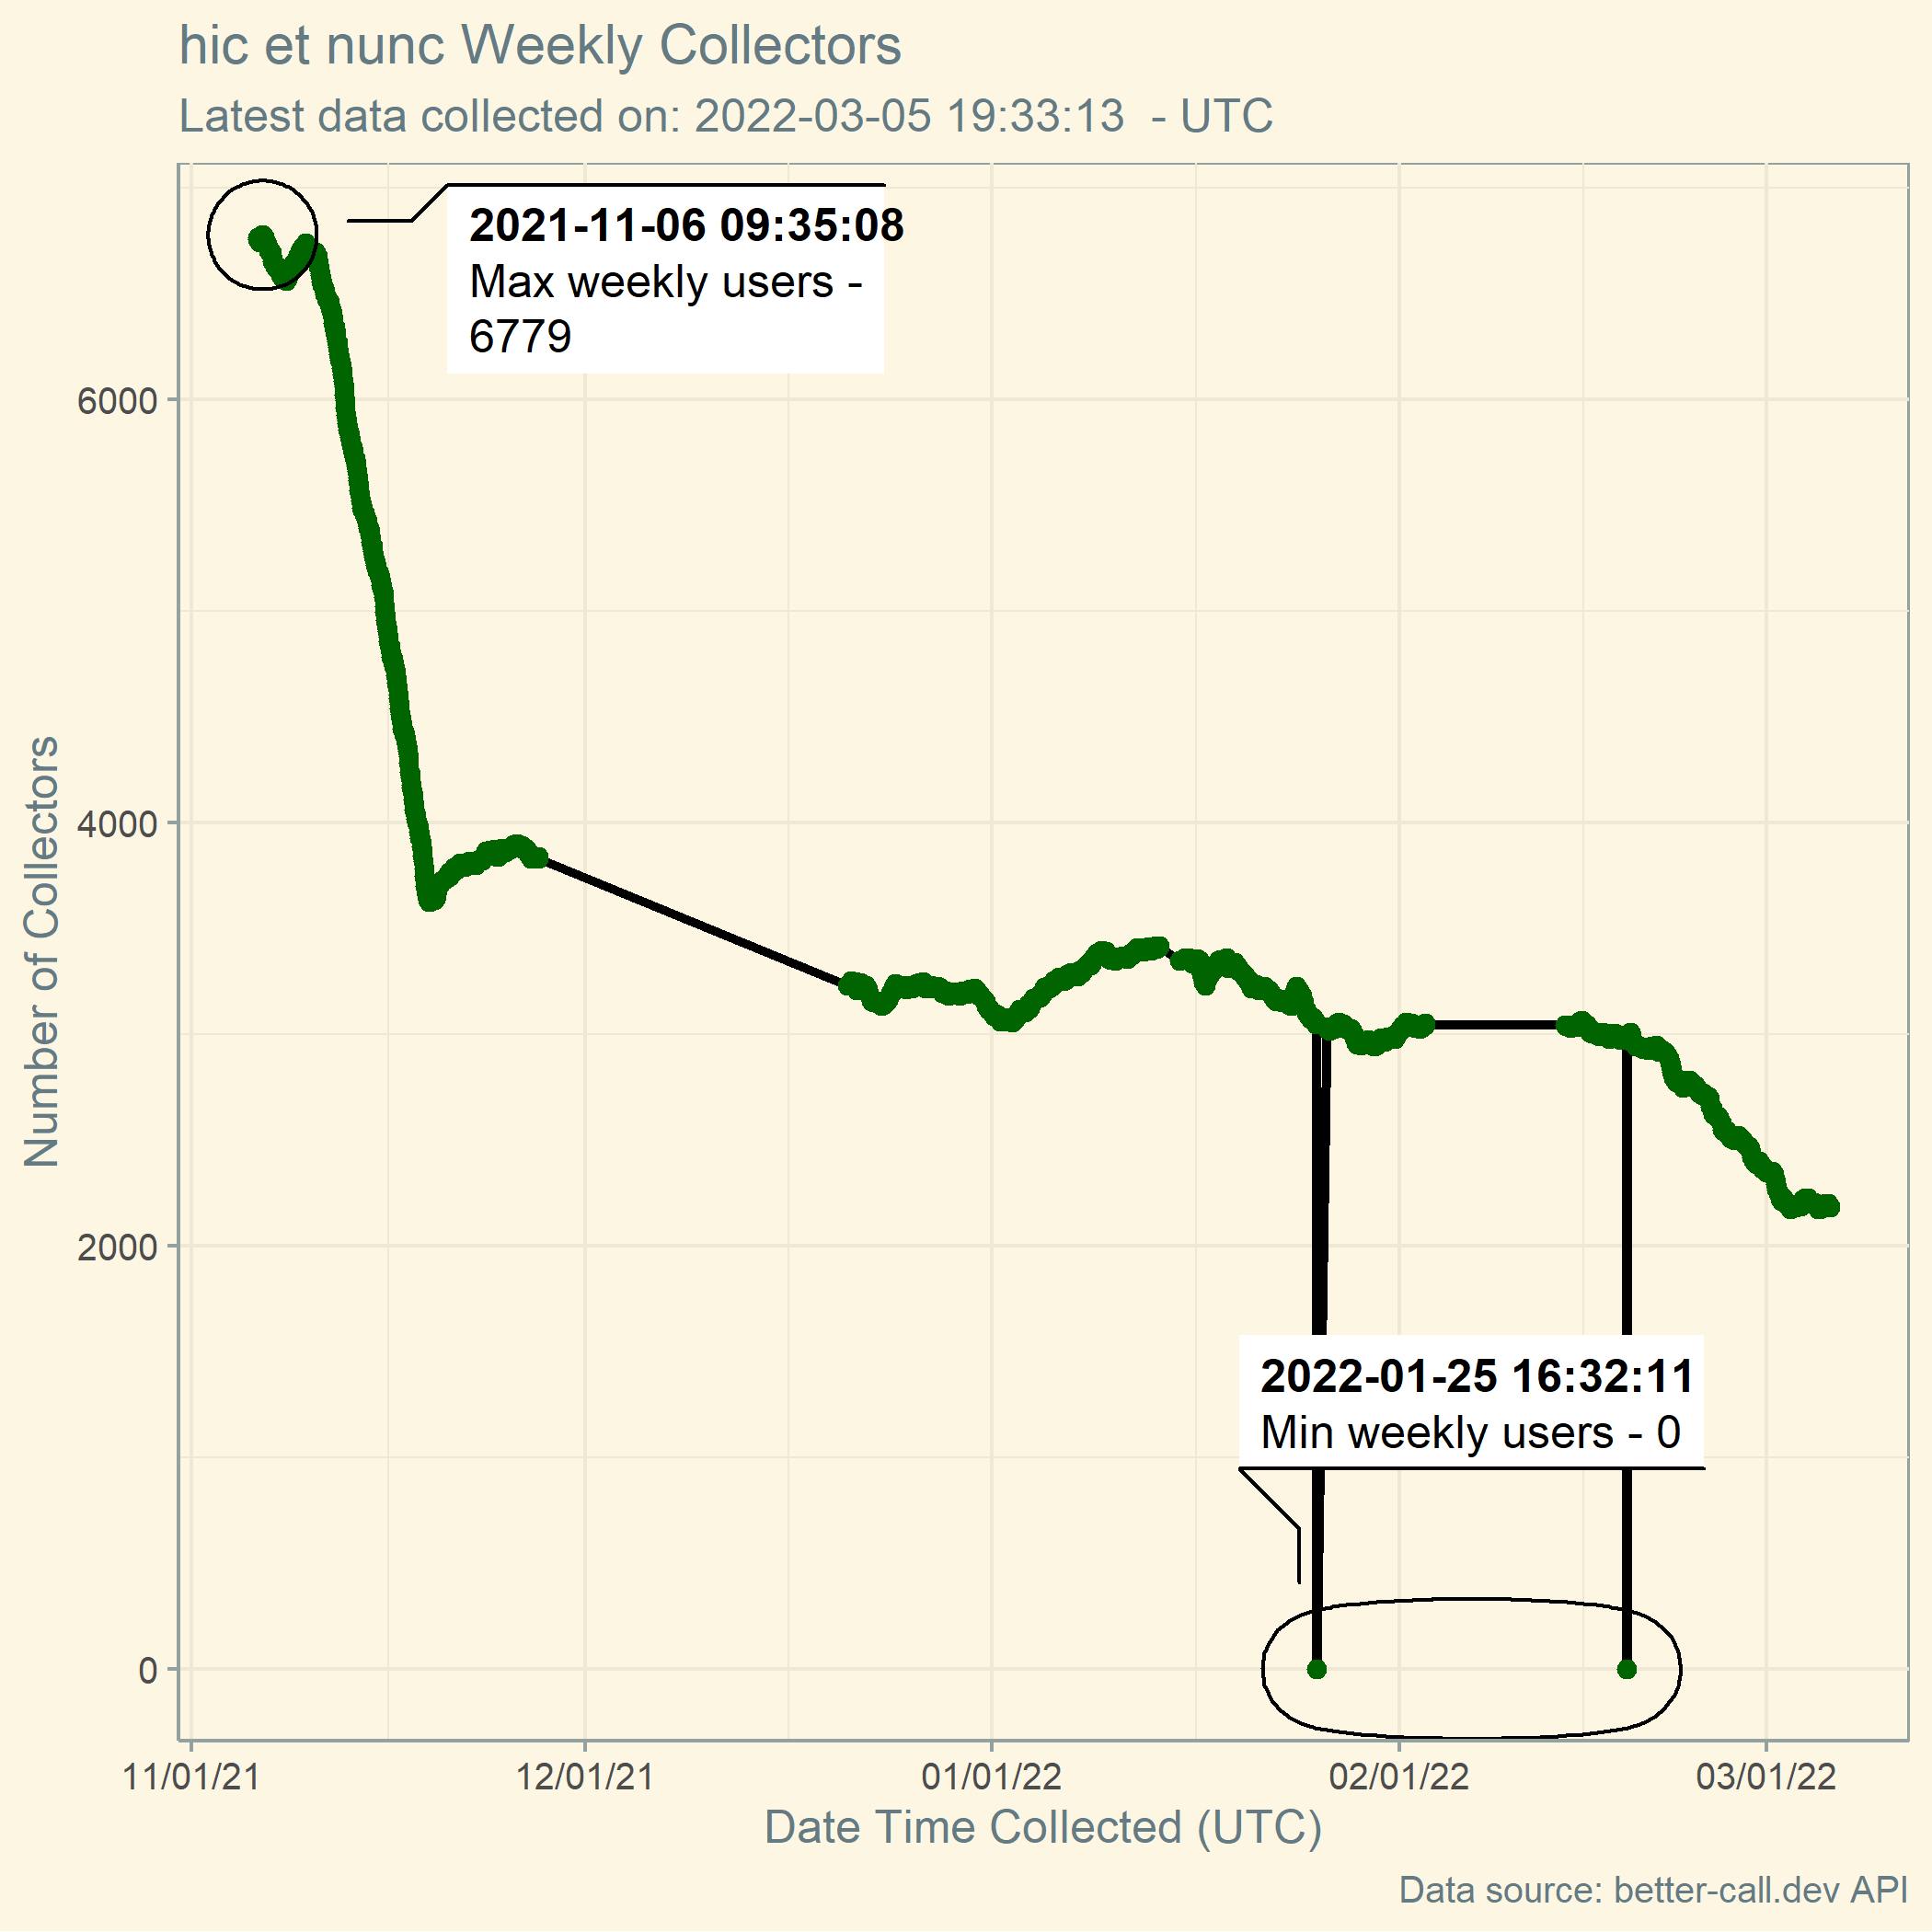 hic et nunc Weekly Collectors
Latest data collected on: 2022-03-05 19:33:13  - UTC
2021-11-06 09:35:08
Max weekly users -
6779
6000
4000
2000
0
Number of Collectors
2022-01-25 16:32:11
Min weekly users - 0
11/01/21 12/01/21 01/01/22 02/01/22 03/01/22
Date Time Collected (UTC)
Data source: better-call.dev API